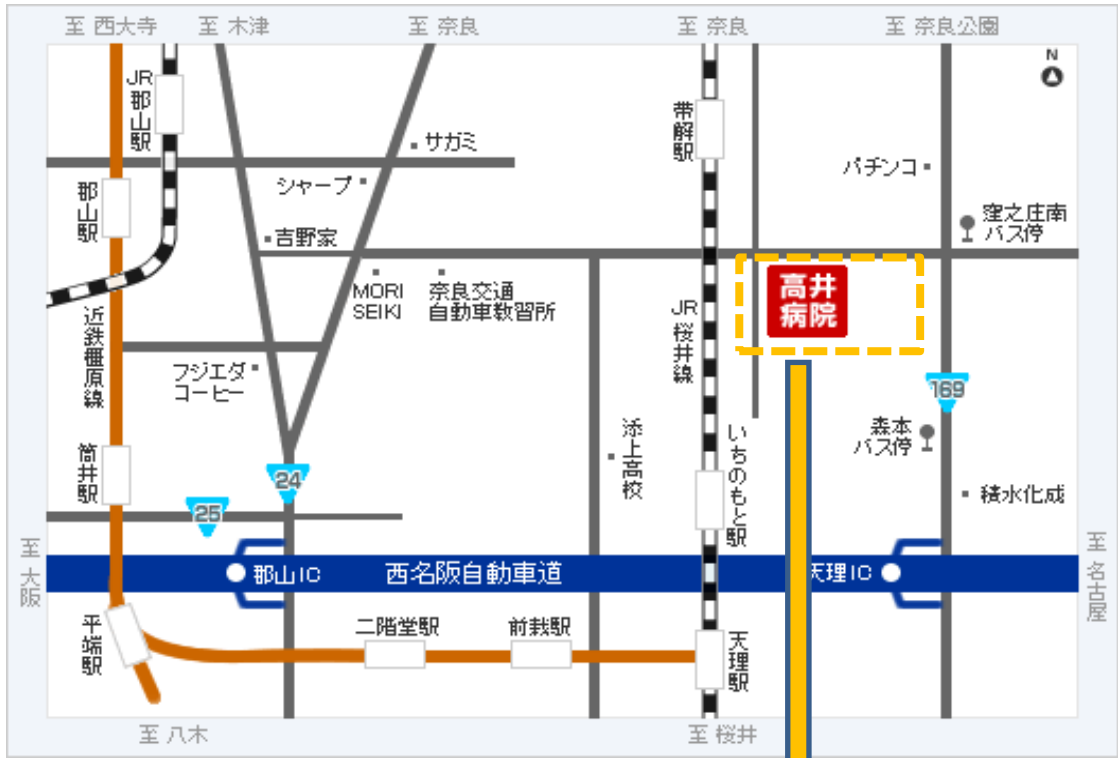 至 西大寺
至 木津
至 奈良
至 奈良
至 奈良公園
N
JR
郡山駅
帯解駅
サガミ
パチンコ
シャープ
郡山駅
窪之庄南
バス停
吉野家
MORI
SEIKI
奈良交通
自動車教習所
高井
病院
近鉄橿原線
JR桜井線
フジエダ
コーヒー
169
森本
バス停
いちのもと駅
添上高校
筒井駅
24
25
積水化成
至 大阪
郡山IC
西名阪自動車道
天理IC
至 名古屋
平端駅
二階堂駅
前栽駅
天理駅
至 八木
至 桜井